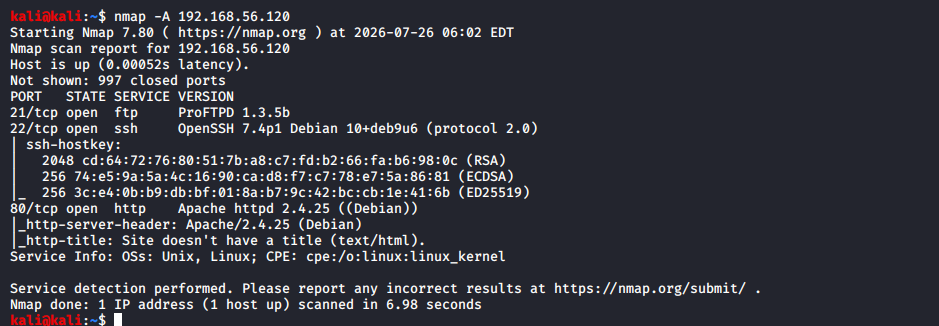 kali@kali:~$ nmap -A 192.168.56.120
Starting Nmap 7.80 ( https://nmap.org ) at 2026-07-26 06:02 EDT
Nmap scan report for 192.168.56.120
Host is up (0.00052s latency).
Not shown: 997 closed ports
PORT   STATE SERVICE VERSION
21/tcp open  ftp     ProFTPD 1.3.5b
22/tcp open  ssh     OpenSSH 7.4p1 Debian 10+deb9u6 (protocol 2.0)
| ssh-hostkey:
|   2048 cd:64:72:76:80:51:7b:a8:c7:fd:b2:66:fa:b6:98:0c (RSA)
|   256 74:e5:9a:5a:4c:16:90:ca:d8:f7:c7:78:e7:5a:86:81 (ECDSA)
|_  256 3c:e4:0b:b9:db:bf:01:8a:b7:9c:42:bc:cb:1e:41:6b (ED25519)
80/tcp open  http    Apache httpd 2.4.25 ((Debian))
|_http-server-header: Apache/2.4.25 (Debian)
|_http-title: Site doesn't have a title (text/html).
Service Info: OSs: Unix, Linux; CPE: cpe:/o:linux:linux_kernel
Service detection performed. Please report any incorrect results at https://nmap.org/submit/ .
Nmap done: 1 IP address (1 host up) scanned in 6.98 seconds
kali@kali:~$